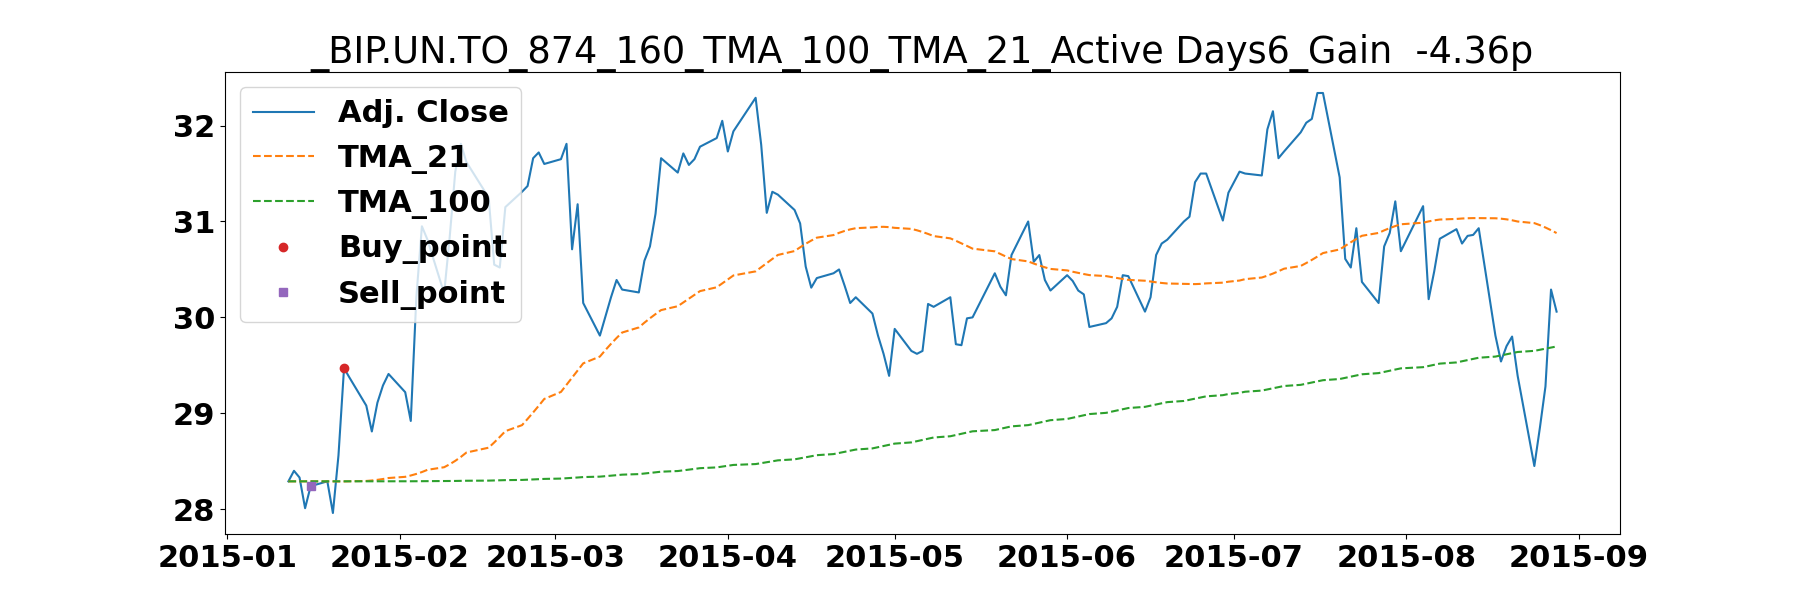 _BIP.UN.TO_874_160_TMA_100_TMA_21_Active Days6_Gain  -4.36p
Adj. Close
TMA_21
TMA_100
Buy_point
Sell_point
32
31
30
29
28
2015-01 2015-02 2015-03 2015-04 2015-05 2015-06 2015-07 2015-08 2015-09